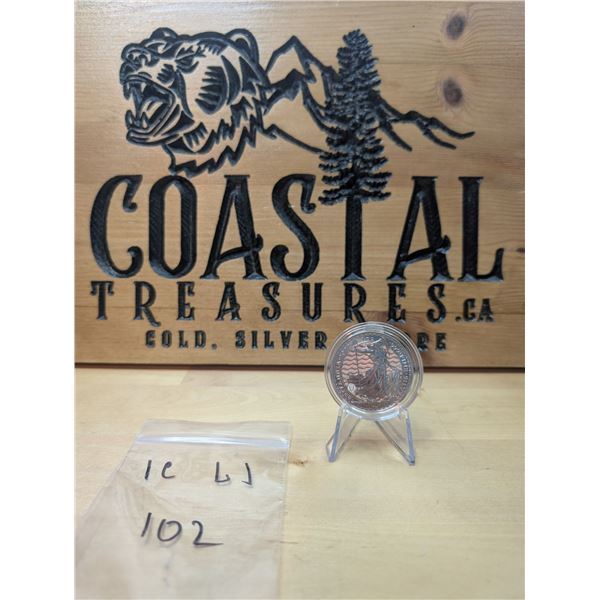 COASTAL
TREASURES.CA
GOLD, SILVER
1C LJ
102